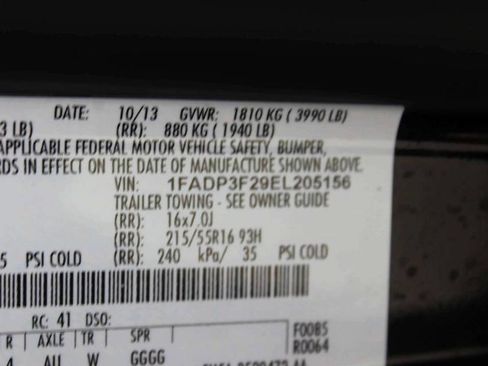 DATE: 10/13 GVWR: 1810 KG ( 3990 LB)
3 LB) (RR): 880 KG ( 1940 LB)
APPLICABLE FEDERAL MOTOR VEHICLE SAFETY, BUMPER,
RDS IN EFFECT ON THE DATE OF MANUFACTURE SHOWN ABOVE.
VIN: 1FADP3F29EL205156
TRAILER TOWING - SEE OWNER GUIDE
(RR): 16x7.0J
(RR): 215/55R16 93H
5 PSI COLD (RR): 240 kPa/ 35 PSI COLD
RC: 41 DSO:
R AXLE TR SPR F0085
4 AUU W GGGG R0064